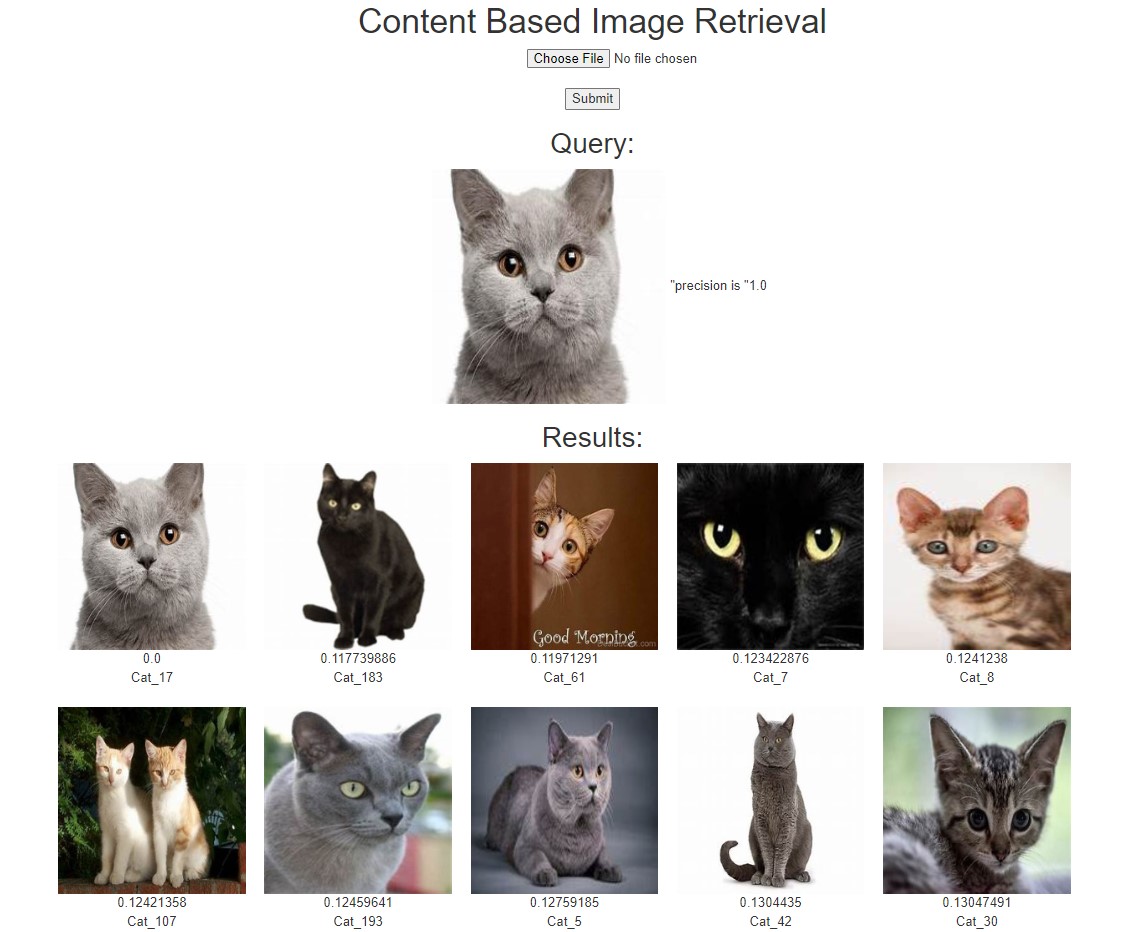 Content Based Image Retrieval
Choose File No file chosen
Submit
Query:
"precision is "1.0
Results:
Good Morning
0.0 0.117739886 0.11971291 0.123422876 0.1241238
Cat_17 Cat_183 Cat_61 Cat_7 Cat_8
0.12421358 0.12459641 0.12759185 0.1304435 0.13047491
Cat_107 Cat_193 Cat_5 Cat_42 Cat_30